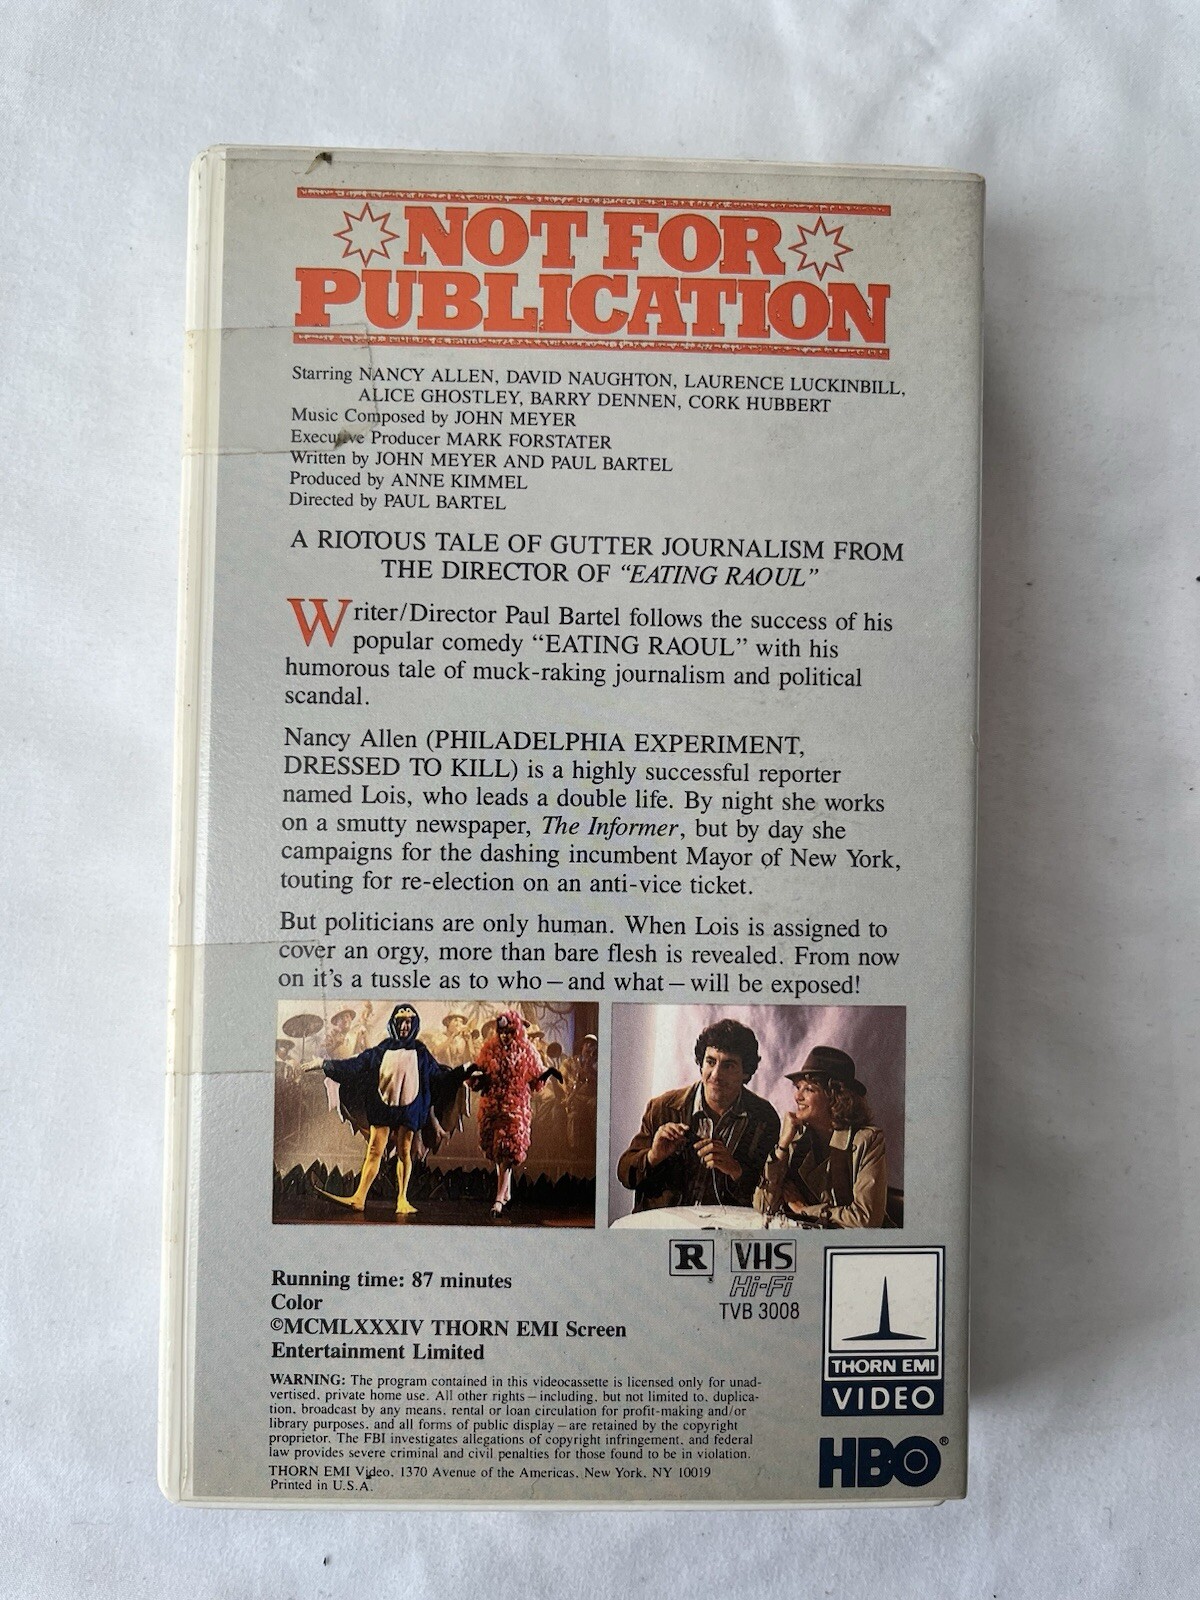 NOT FOR
PUBLICATION
Starring NANCY ALLEN, DAVID NAUGHTON, LAURENCE LUCKINBILL,
ALICE GHOSTLEY, BARRY DENNEN, CORK HUBBERT
Music Composed by JOHN MEYER
Executive Producer MARK FORSTATER
Written by JOHN MEYER AND PAUL BARTEL
Produced by ANNE KIMMEL
Directed by PAUL BARTEL
A RIOTOUS TALE OF GUTTER JOURNALISM FROM
THE DIRECTOR OF “EATING RAOUL”
Writer/Director Paul Bartel follows the success of his
popular comedy “EATING RAOUL” with his
humorous tale of muck-raking journalism and political
scandal.
Nancy Allen (PHILADELPHIA EXPERIMENT,
DRESSED TO KILL) is a highly successful reporter
named Lois, who leads a double life. By night she works
on a smutty newspaper, The Informer, but by day she
campaigns for the dashing incumbent Mayor of New York,
touting for re-election on an anti-vice ticket.
But politicians are only human. When Lois is assigned to
cover an orgy, more than bare flesh is revealed. From now
on it's a tussle as to who—and what—will be exposed!
R VHS
Hi-Fi
TVB 3008
Running time: 87 minutes
Color
©MCMLXXXIV THORN EMI Screen
Entertainment Limited
WARNING: The program contained in this videocassette is licensed only for unad-
vertised, private home use. All other rights—including, but not limited to, duplica-
tion, broadcast by any means, rental or loan circulation for profit-making and/or
library purposes, and all forms of public display—are retained by the copyright
proprietor. The FBI investigates allegations of copyright infringement, and federal
law provides severe criminal and civil penalties for those found to be in violation.
THORN EMI Video, 1370 Avenue of the Americas, New York, NY 10019
Printed in U.S.A.
THORN EMI
VIDEO
HBO®